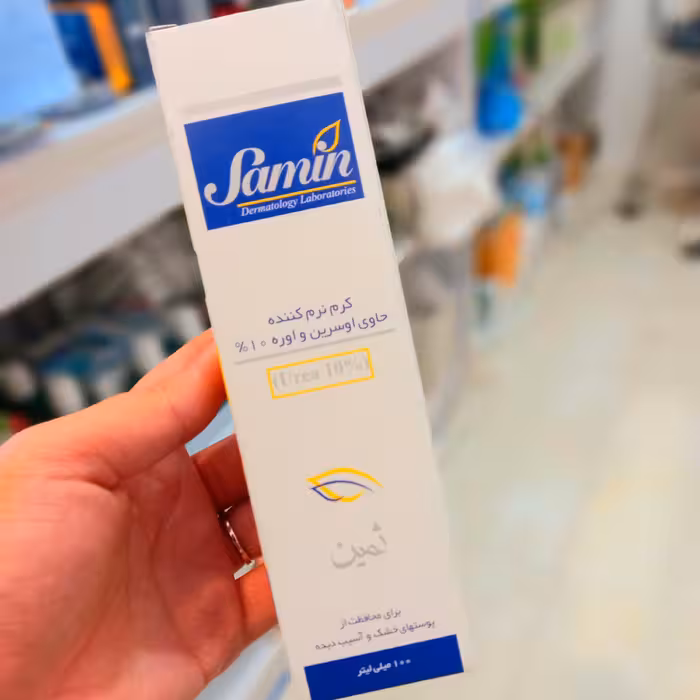 Samin
Dermatology Laboratories
کرم نرم کننده
حاوی اوسرین و اوره ۱۰%
(Urea 10%)
ثمین
برای محافظت از
پوستهای خشک و آسیب دیده
۱۰۰ میلی لیتر